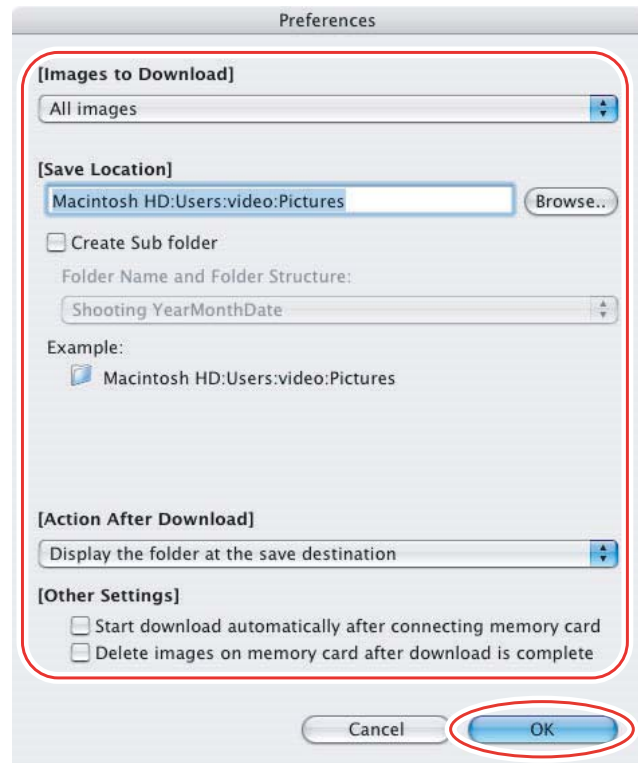 Preferences
[Images to Download]
All images
[Save Location]
Macintosh HD:Users:video:Pictures
Browse..
Create Sub folder
Folder Name and Folder Structure:
Shooting YearMonthDate
Example:
Macintosh HD:Users:video:Pictures
[Action After Download]
Display the folder at the save destination
[Other Settings]
Start download automatically after connecting memory card
Delete images on memory card after download is complete
Cancel
OK